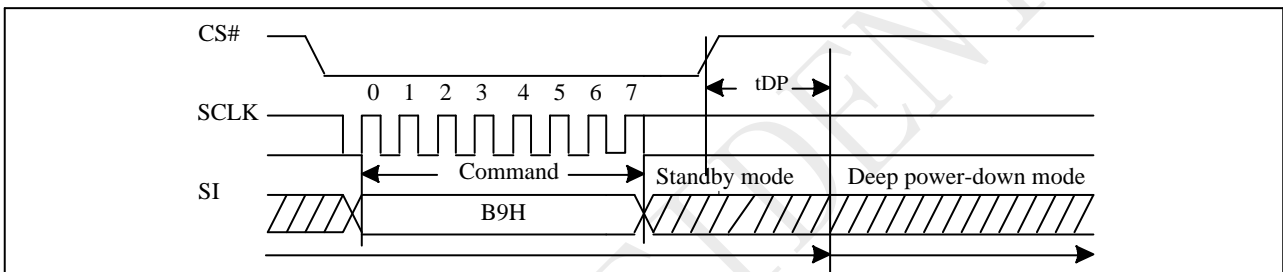 CS#
tDP
0 1 2 3 4 5 6 7
SCLK
Command
Standby mode
Deep power-down mode
SI
B9H